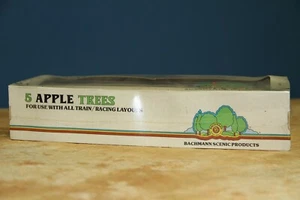 5 APPLE TREES
FOR USE WITH ALL TRAIN/RACING LAYOUTS
BACHMANN SCENIC PRODUCTS